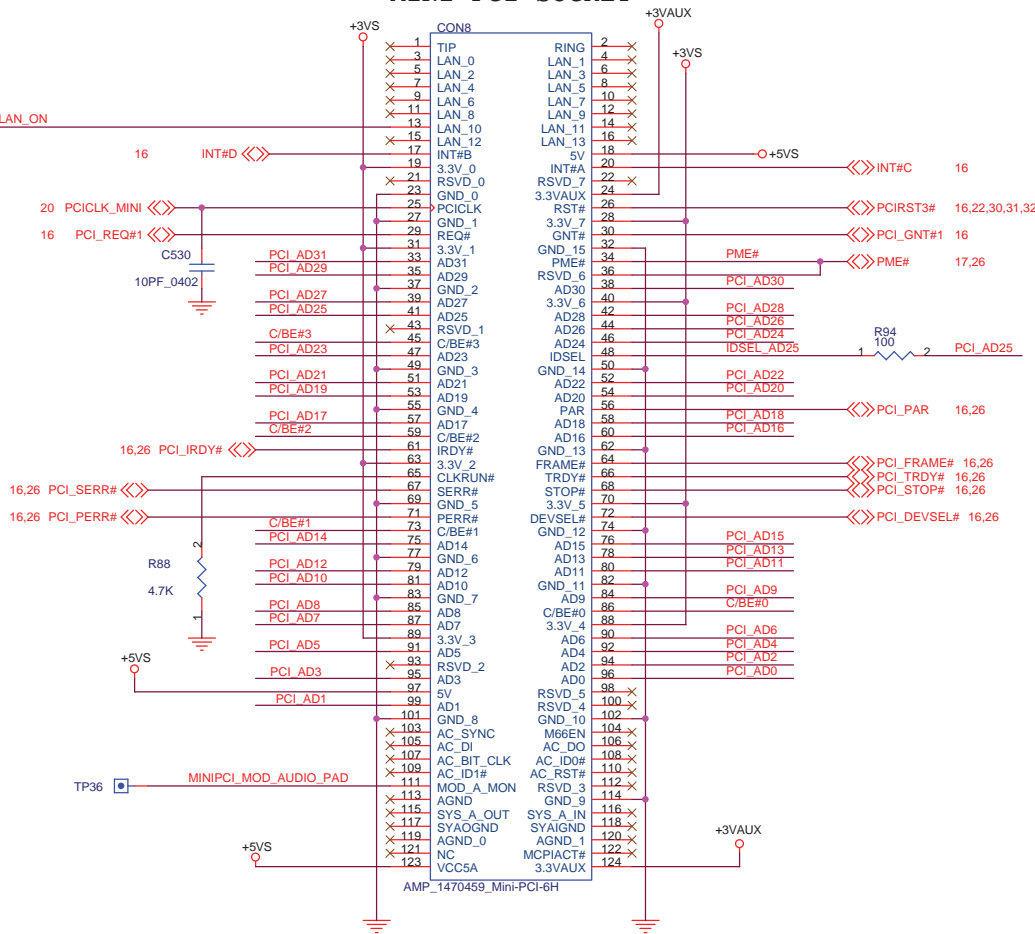 +3VAUX
+3VS
CON8
+3VS
1 TIP RING 2
3 LAN_0 LAN_1 4
5 LAN_2 LAN_3 6
7 LAN_4 LAN_5 8
9 LAN_6 LAN_7 10
11 LAN_8 LAN_9 12
LAN_ON 13 LAN_10 LAN_11 14
15 LAN_12 LAN_13 16
16 INT#D 17 INT#B 5V 18 +5VS
19 3.3V_0 INT#A 20 INT#C 16
21 RSVD_0 RSVD_7 22
23 GND_0 3.3VAUX 24
20 PCICLK_MINI 25 PCICLK RST# 26 PCIRST3# 16,22,30,31,32
27 GND_1 3.3V_7 28
16 PCI_REQ#1 29 REQ# GNT# 30 PCI_GNT#1 16
31 3.3V_1 GND_15 32
C530
10PF_0402
PCI_AD31 33 AD31 PME# 34 PME# PME# 17,26
PCI_AD29 35 AD29 RSVD_6 36
37 GND_2 AD30 38 PCI_AD30
PCI_AD27 39 AD27 3.3V_6 40
PCI_AD25 41 AD25 AD28 42 PCI_AD28
43 RSVD_1 AD26 44 PCI_AD26
C/BE#3 45 C/BE#3 AD24 46 PCI_AD24
R94
100
PCI_AD23 47 AD23 IDSEL 48 IDSEL_AD25 1 2 PCI_AD25
49 GND_3 GND_14 50
PCI_AD21 51 AD21 AD22 52 PCI_AD22
PCI_AD19 53 AD19 AD20 54 PCI_AD20
55 GND_4 PAR 56 PCI_PAR 16,26
PCI_AD17 57 AD17 AD18 58 PCI_AD18
C/BE#2 59 C/BE#2 AD16 60 PCI_AD16
16,26 PCI_IRDY# 61 IRDY# GND_13 62
63 3.3V_2 FRAME# 64 PCI_FRAME# 16,26
65 CLKRUN# TRDY# 66 PCI_TRDY# 16,26
16,26 PCI_SERR# 67 SERR# STOP# 68 PCI_STOP# 16,26
69 GND_5 3.3V_5 70
16,26 PCI_PERR# 71 PERR# DEVSEL# 72 PCI_DEVSEL# 16,26
C/BE#1 73 C/BE#1 GND_12 74
PCI_AD14 75 AD14 AD15 76 PCI_AD15
77 GND_6 AD13 78 PCI_AD13
2
R88
4.7K
1
PCI_AD12 79 AD12 AD11 80 PCI_AD11
PCI_AD10 81 AD10 GND_11 82
83 GND_7 AD9 84 PCI_AD9
PCI_AD8 85 AD8 C/BE#0 86 C/BE#0
PCI_AD7 87 AD7 3.3V_4 88
89 3.3V_3 AD6 90 PCI_AD6
PCI_AD5 91 AD5 AD4 92 PCI_AD4
+5VS
93 RSVD_2 AD2 94 PCI_AD2
PCI_AD3 95 AD3 AD0 96 PCI_AD0
97 5V RSVD_5 98
PCI_AD1 99 AD1 RSVD_4 100
101 GND_8 GND_10 102
103 AC_SYNC M66EN 104
105 AC_DI AC_DO 106
107 AC_BIT_CLK AC_ID0# 108
109 AC_ID1# AC_RST# 110
TP36 MINIPCI_MOD_AUDIO_PAD 111 MOD_A_MON RSVD_3 112
113 AGND GND_9 114
115 SYS_A_OUT SYS_A_IN 116
117 SYAOGND SYAIGND 118
119 AGND_0 AGND_1 120
121 NC MCPIACT# 122
+5VS 123 VCC5A 3.3VAUX 124 +3VAUX
AMP_1470459_Mini-PCI-6H